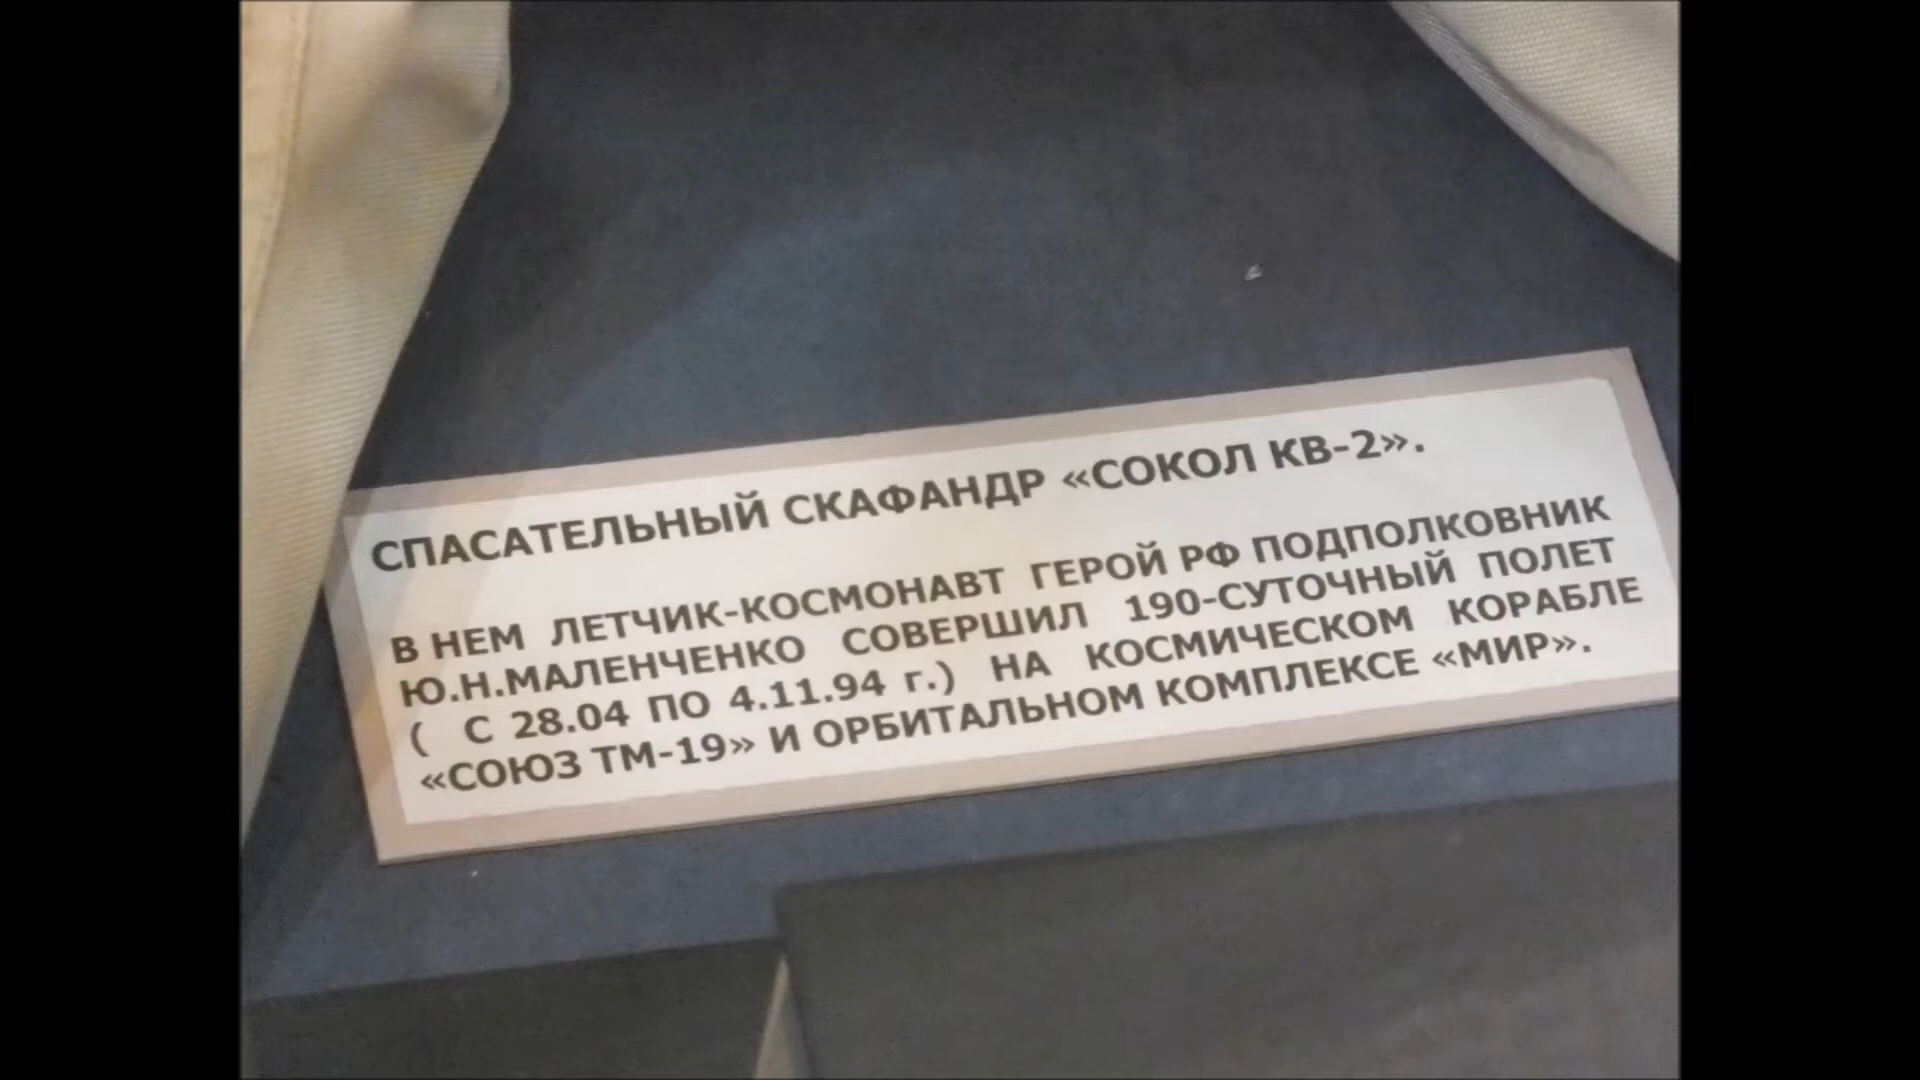 СПАСАТЕЛЬНЫЙ СКАФАНДР «СОКОЛ КВ-2».
В НЕМ ЛЕТЧИК-КОСМОНАВТ ГЕРОЙ РФ ПОДПОЛКОВНИК
Ю.Н.МАЛЕНЧЕНКО СОВЕРШИЛ 190-СУТОЧНЫЙ ПОЛЕТ
( С 28.04 ПО 4.11.94 г.) НА КОСМИЧЕСКОМ КОРАБЛЕ
«СОЮЗ ТМ-19» И ОРБИТАЛЬНОМ КОМПЛЕКСЕ «МИР».